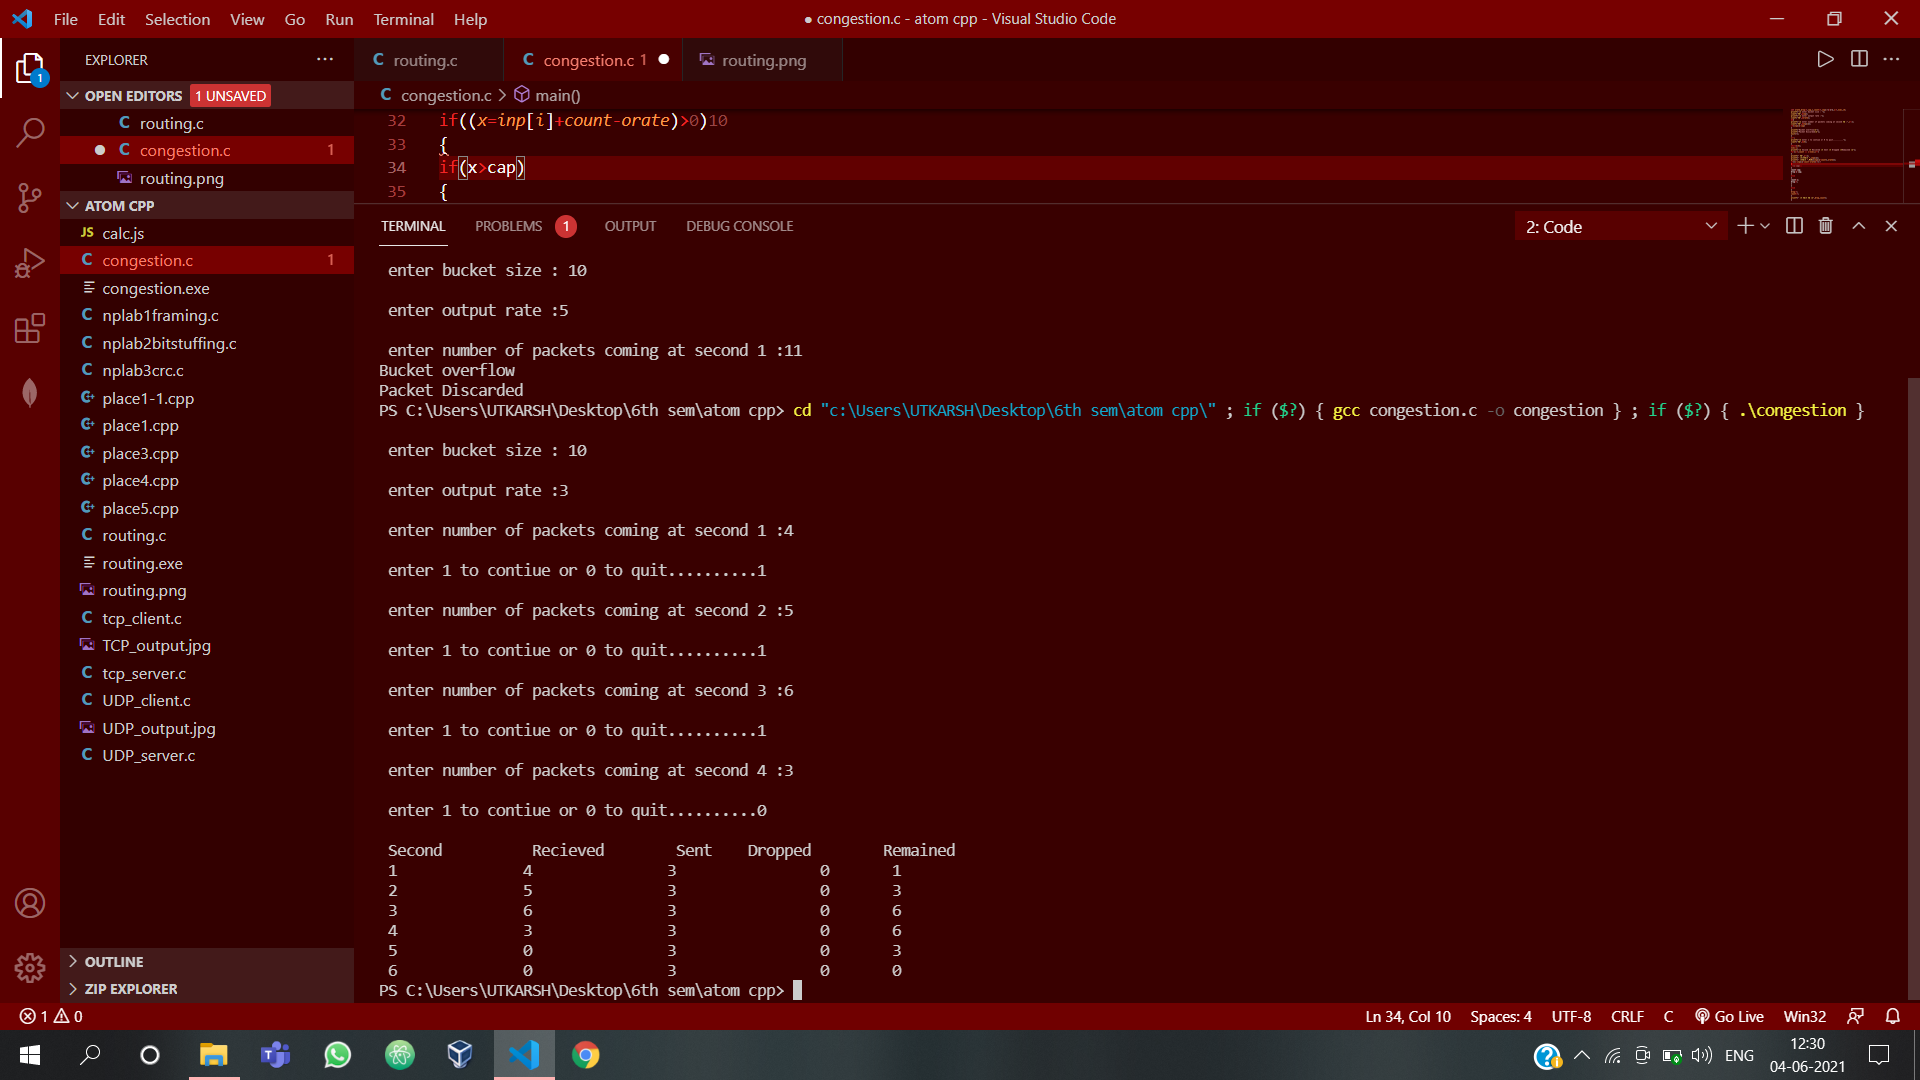 File Edit Selection View Go Run Terminal Help
● congestion.c - atom cpp - Visual Studio Code
EXPLORER
OPEN EDITORS 1 UNSAVED
routing.c
congestion.c 1
routing.png
ATOM CPP
calc.js
congestion.c 1
congestion.exe
nplab1framing.c
nplab2bitstuffing.c
nplab3crc.c
place1-1.cpp
place1.cpp
place3.cpp
place4.cpp
place5.cpp
routing.c
routing.exe
routing.png
tcp_client.c
TCP_output.jpg
tcp_server.c
UDP_client.c
UDP_output.jpg
UDP_server.c
OUTLINE
ZIP EXPLORER
routing.c congestion.c 1 routing.png
congestion.c > main()
32 if((x=inp[i]+count-orate)>0)10
33 {
34 if(x>cap)
35 {
TERMINAL PROBLEMS 1 OUTPUT DEBUG CONSOLE 2: Code
enter bucket size : 10
enter output rate :5
enter number of packets coming at second 1 :11
Bucket overflow
Packet Discarded
PS C:\Users\UTKARSH\Desktop\6th sem\atom cpp> cd "c:\Users\UTKARSH\Desktop\6th sem\atom cpp\" ; if ($?) { gcc congestion.c -o congestion } ; if ($?) { .\congestion }
enter bucket size : 10
enter output rate :3
enter number of packets coming at second 1 :4
enter 1 to contiue or 0 to quit..........1
enter number of packets coming at second 2 :5
enter 1 to contiue or 0 to quit..........1
enter number of packets coming at second 3 :6
enter 1 to contiue or 0 to quit..........1
enter number of packets coming at second 4 :3
enter 1 to contiue or 0 to quit..........0
Second Recieved Sent Dropped Remained
1 4 3 0 1
2 5 3 0 3
3 6 3 0 6
4 3 3 0 6
5 0 3 0 3
6 0 3 0 0
PS C:\Users\UTKARSH\Desktop\6th sem\atom cpp>
1 0 Ln 34, Col 10 Spaces: 4 UTF-8 CRLF C Go Live Win32
ENG
12:30
04-06-2021